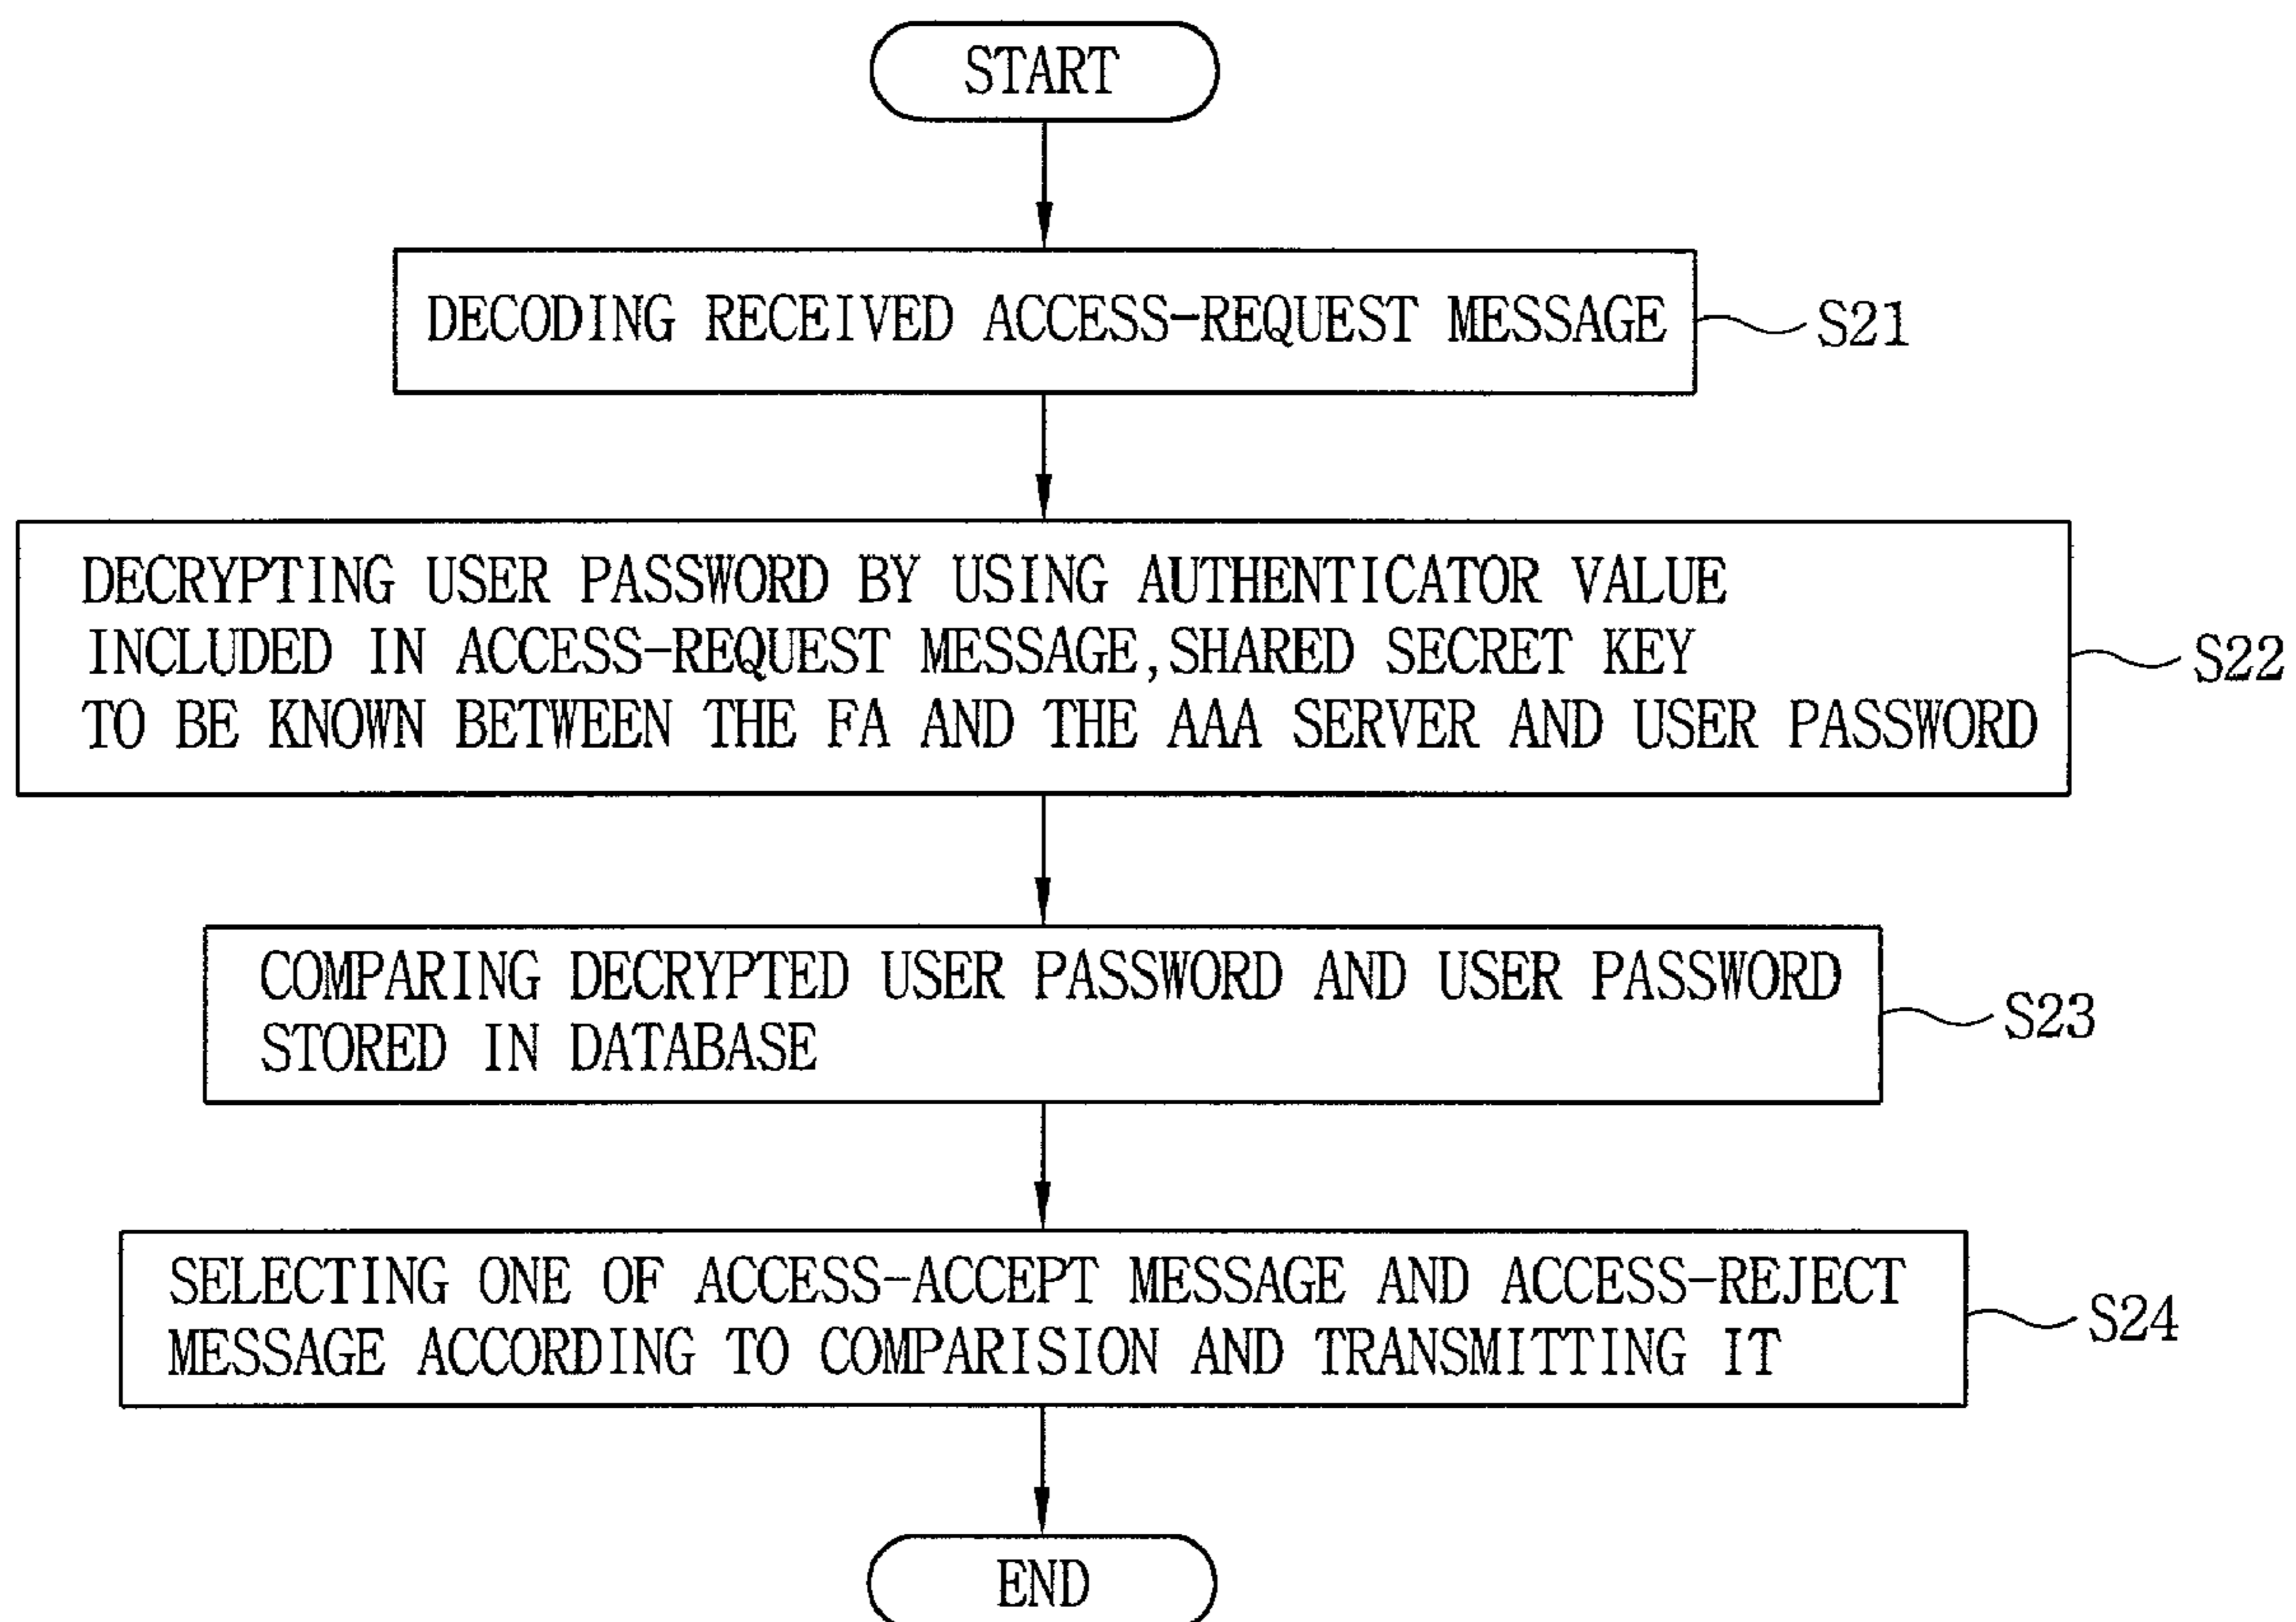 START
DECODING RECEIVED ACCESS-REQUEST MESSAGE
S21
DECRYPTING USER PASSWORD BY USING AUTHENTICATOR VALUE
INCLUDED IN ACCESS-REQUEST MESSAGE,SHARED SECRET KEY
TO BE KNOWN BETWEEN THE FA AND THE AAA SERVER AND USER PASSWORD
S22
COMPARING DECRYPTED USER PASSWORD AND USER PASSWORD
STORED IN DATABASE
S23
SELECTING ONE OF ACCESS-ACCEPT MESSAGE AND ACCESS-REJECT
MESSAGE ACCORDING TO COMPARISION AND TRANSMITTING IT
S24
END